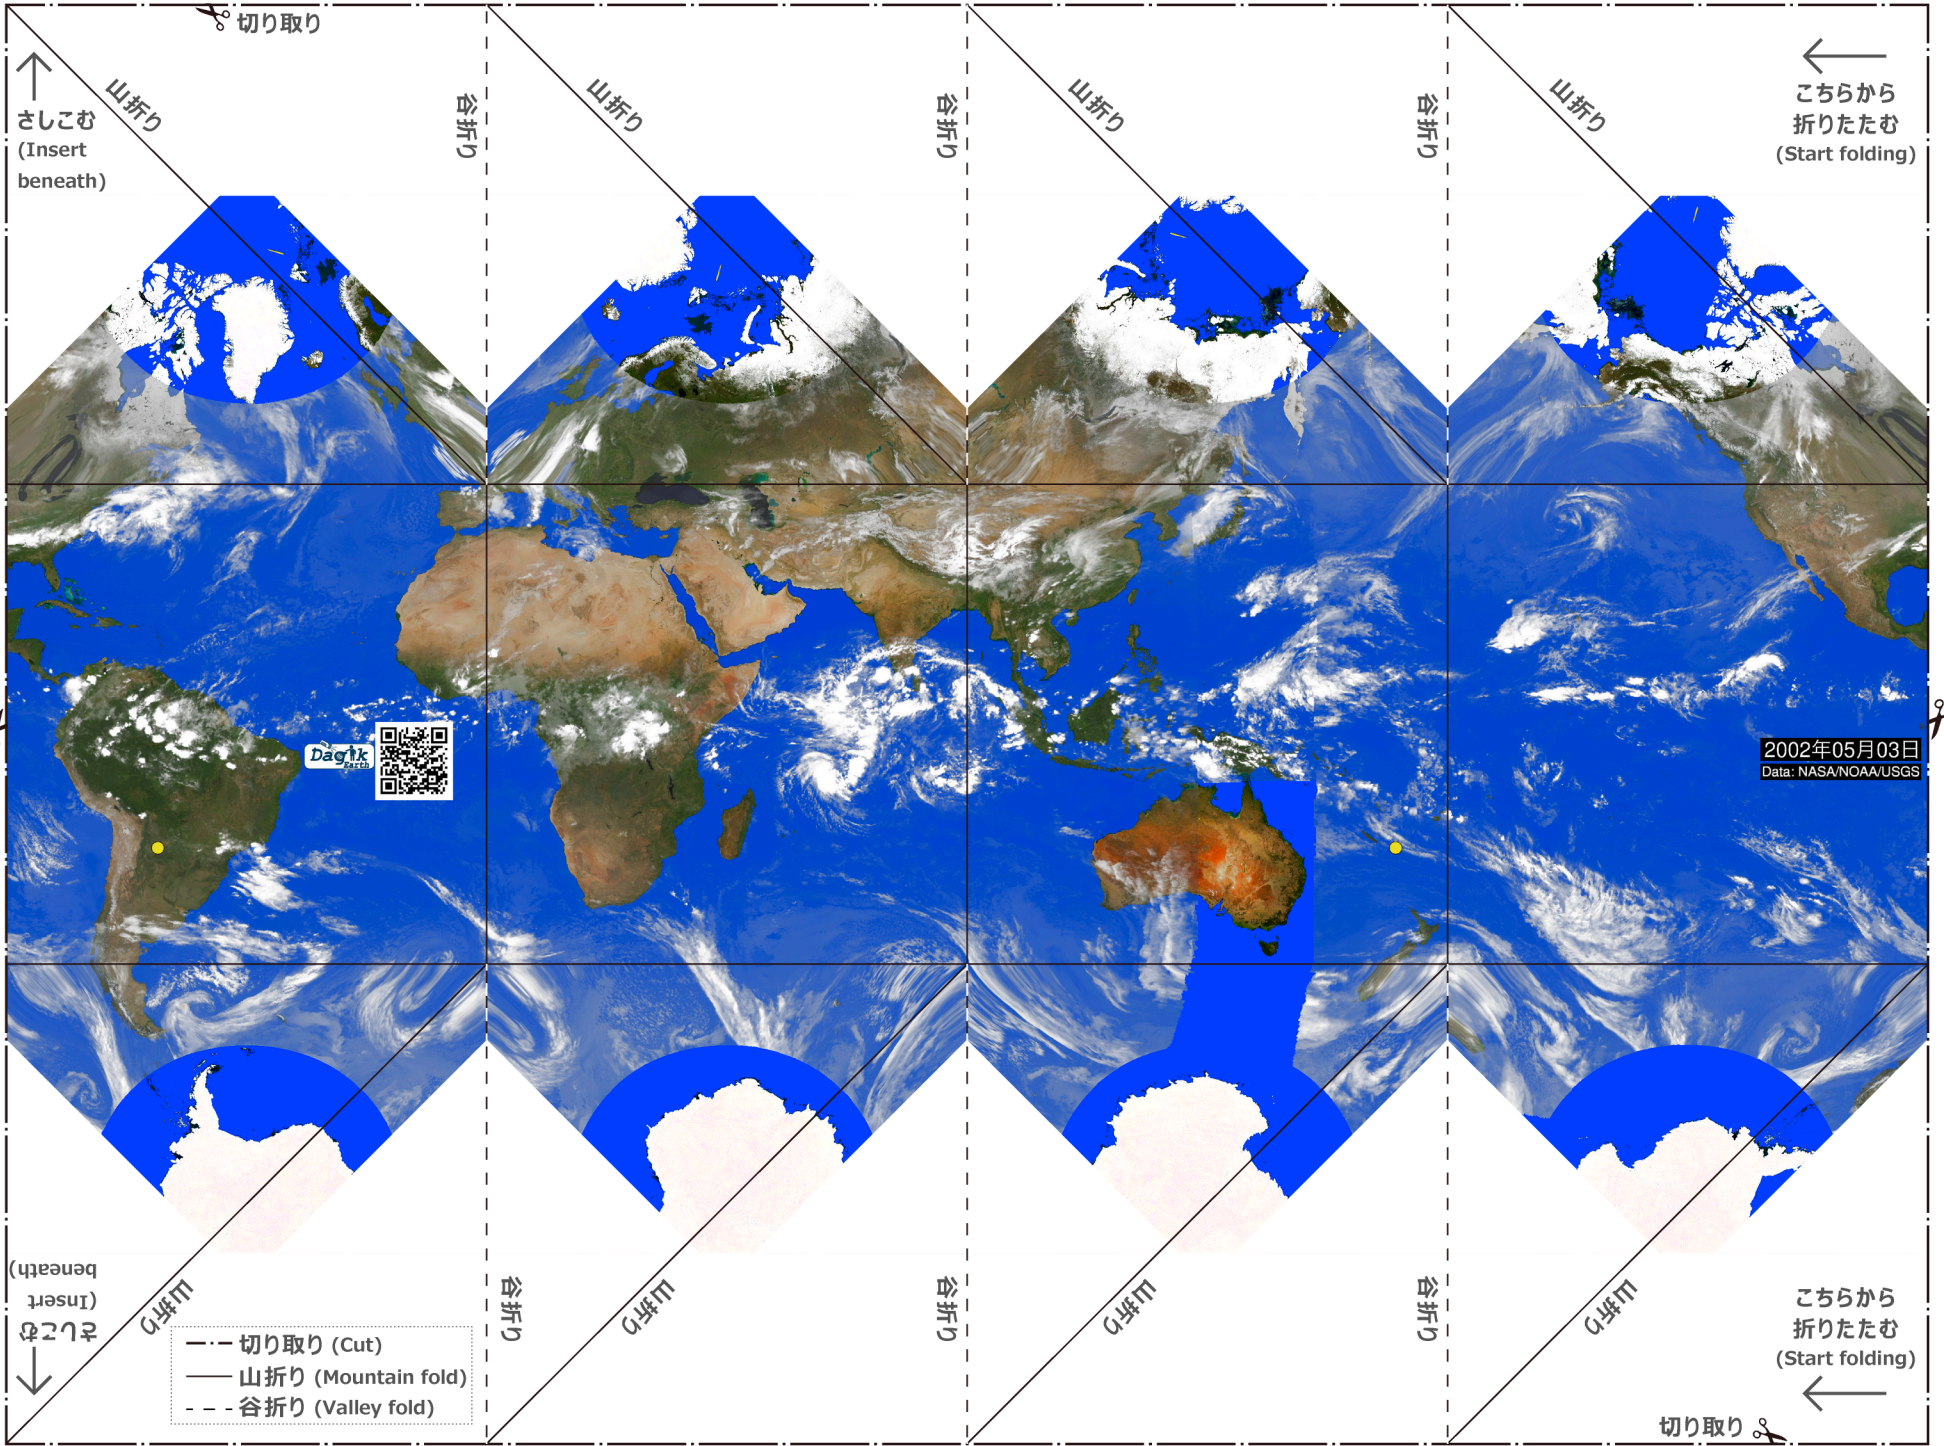 切り取り
山折り
谷折り
山折り
谷折り
山折り
谷折り
山折り
さしこむ
(Insert
beneath)
こちらから
折りたたむ
(Start folding)
Dagik
Earth
2002年05月03日
Data: NASA/NOAA/USGS
さしこむ
(Insert
beneath)
山折り
谷折り
山折り
谷折り
山折り
谷折り
山折り
こちらから
折りたたむ
(Start folding)
切り取り (Cut)
山折り (Mountain fold)
谷折り (Valley fold)
切り取り